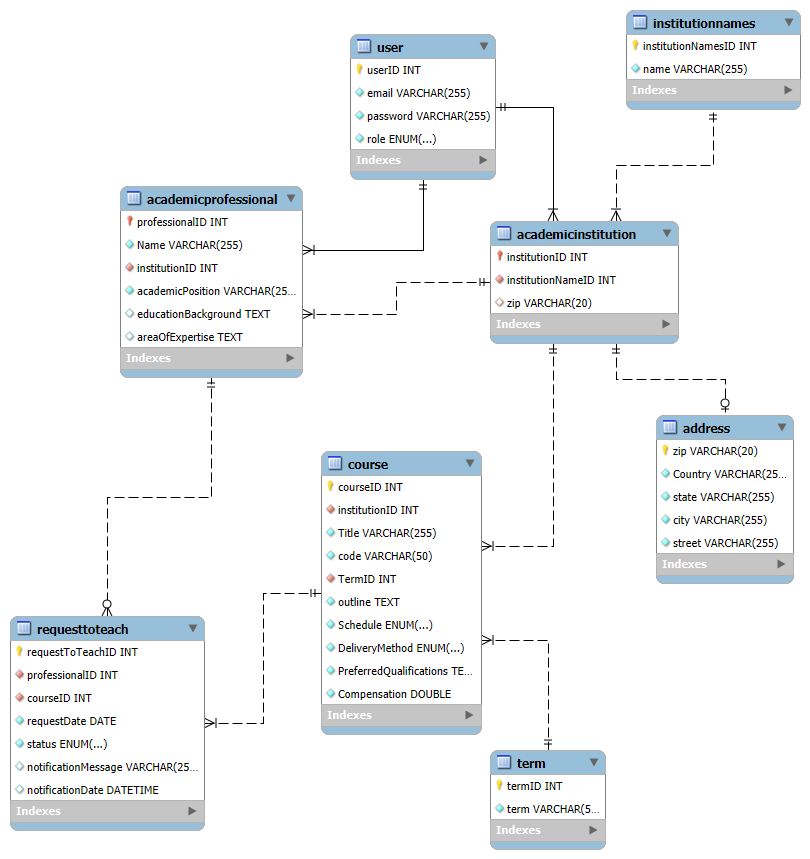 user
userID INT
email VARCHAR(255)
password VARCHAR(255)
role ENUM(...)
Indexes
institutionnames
institutionNamesID INT
name VARCHAR(255)
Indexes
academicprofessional
professionalID INT
Name VARCHAR(255)
institutionID INT
academicPosition VARCHAR(25...
educationBackground TEXT
areaOfExpertise TEXT
Indexes
academicinstitution
institutionID INT
institutionNameID INT
zip VARCHAR(20)
Indexes
address
zip VARCHAR(20)
Country VARCHAR(25...
state VARCHAR(255)
city VARCHAR(255)
street VARCHAR(255)
Indexes
course
courseID INT
institutionID INT
Title VARCHAR(255)
code VARCHAR(50)
TermID INT
outline TEXT
Schedule ENUM(...)
DeliveryMethod ENUM(...)
PreferredQualifications TE...
Compensation DOUBLE
Indexes
requesttoteach
requestToTeachID INT
professionalID INT
courseID INT
requestDate DATE
status ENUM(...)
notificationMessage VARCHAR(25...
notificationDate DATETIME
Indexes
term
termID INT
term VARCHAR(5...
Indexes